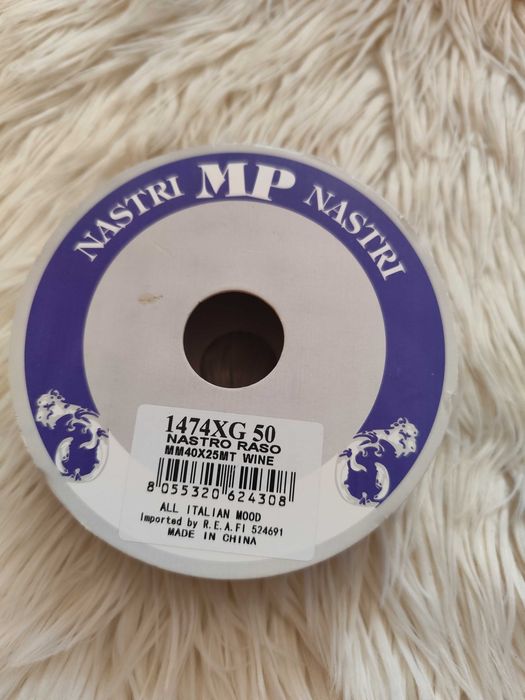 NASTRI MP NASTRI
1474XG 50
NASTRO RASO
MM40X25MT WINE
8 055320 624308
ALL ITALIAN MOOD
Imported by R.E.A.FI 524691
MADE IN CHINA